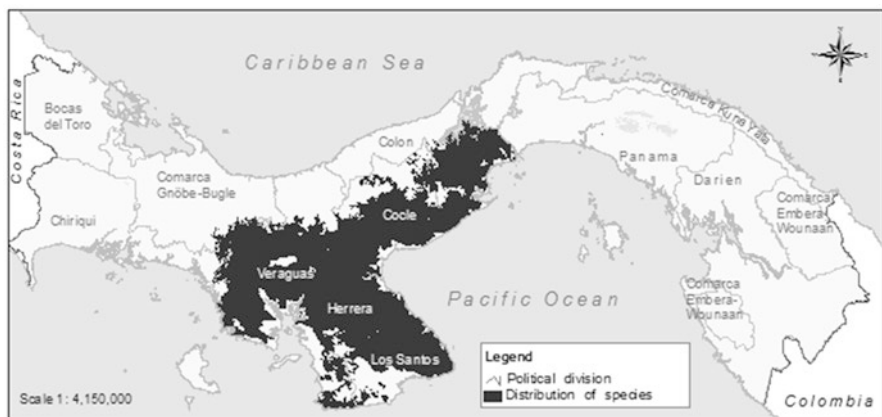 Caribbean Sea
Costa Rica
Bocas
del Toro
Comarca
Gnöbe-Bugle
Chiriqui
Colon
Cocle
Veraguas
Herrera
Los Santos
Comarca Kuna Yala
Panama
Darien
Comarca
Embera-
Wounaan
Comarca
Embera-
Wounaan
Pacific Ocean
Colombia
Legend
Political division
Distribution of species
Scale 1: 4,150,000